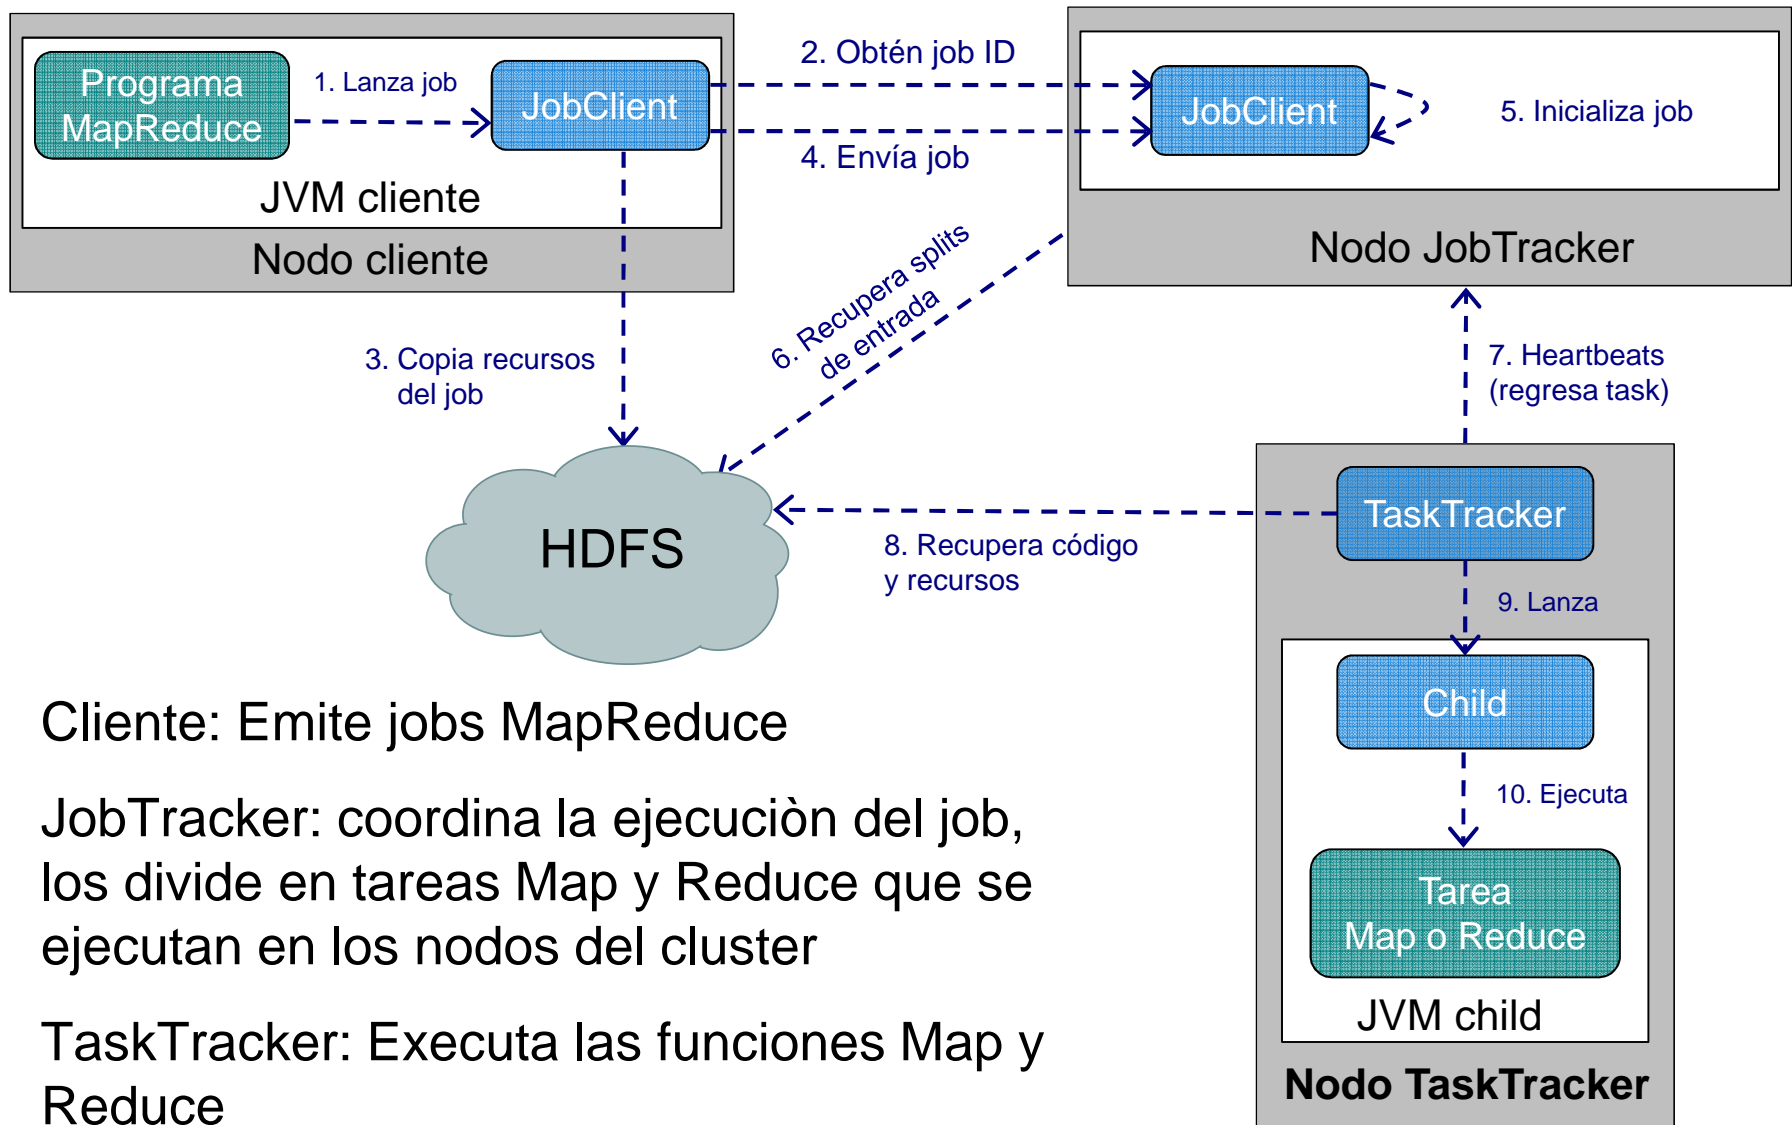 Programa
MapReduce
1. Lanza job
JobClient
JVM cliente
Nodo cliente
2. Obtén job ID
4. Envía job
JobClient
5. Inicializa job
Nodo JobTracker
3. Copia recursos
del job
6. Recupera splits
de entrada
7. Heartbeats
(regresa task)
HDFS
8. Recupera código
y recursos
TaskTracker
9. Lanza
Child
10. Ejecuta
Tarea
Map o Reduce
JVM child
Nodo TaskTracker
Cliente: Emite jobs MapReduce
JobTracker: coordina la ejecuciòn del job,
los divide en tareas Map y Reduce que se
ejecutan en los nodos del cluster
TaskTracker: Executa las funciones Map y
Reduce